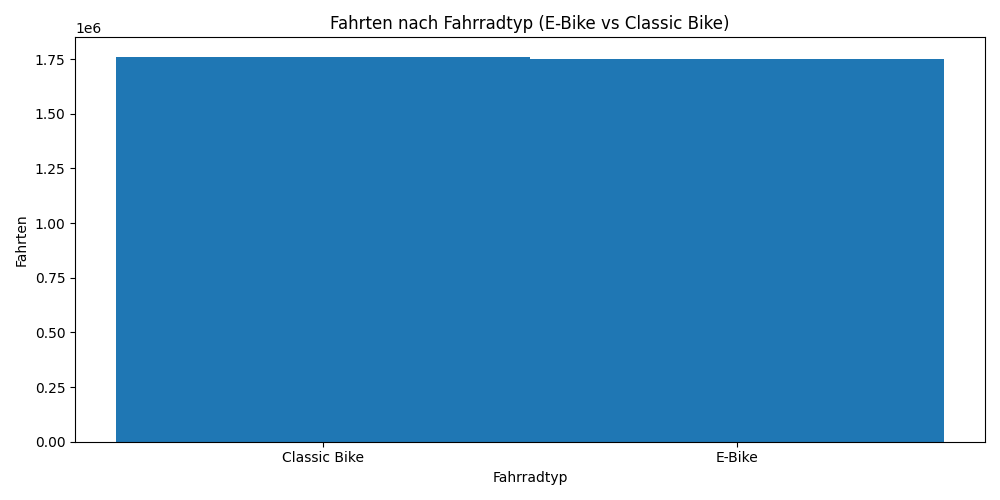 Fahrten nach Fahrradtyp (E-Bike vs Classic Bike)
1e6
1.75
1.50
1.25
1.00
0.75
0.50
0.25
0.00
Fahrten
Classic Bike
E-Bike
Fahrradtyp